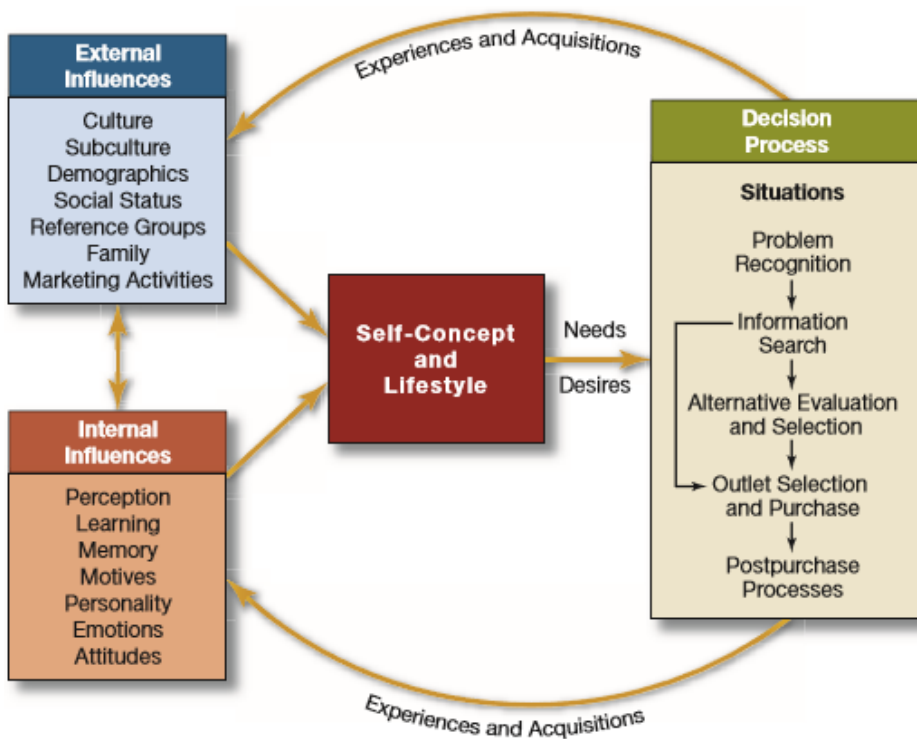 Experiences and Acquisitions
External
Influences
Culture
Subculture
Demographics
Social Status
Reference Groups
Family
Marketing Activities
Internal
Influences
Perception
Learning
Memory
Motives
Personality
Emotions
Attitudes
Self-Concept
and
Lifestyle
Needs
Desires
Decision
Process
Situations
Problem
Recognition
Information
Search
Alternative Evaluation
and Selection
Outlet Selection
and Purchase
Postpurchase
Processes
Experiences and Acquisitions